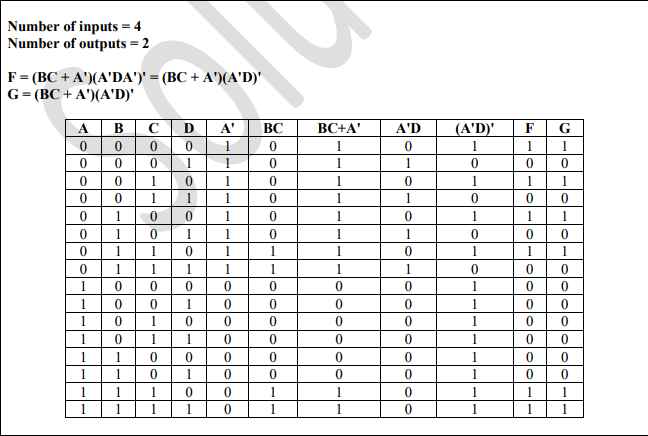 Number of inputs = 4
Number of outputs = 2
F = (BC + A')(A'DA')' = (BC + A')(A'D)'
G = (BC + A')(A'D)'
A B C D A' BC BC+A' A'D (A'D)' F G
0 0 0 0 1 0 1 0 1 1 1
0 0 0 1 1 0 1 1 0 0 0
0 0 1 0 1 0 1 0 1 1 1
0 0 1 1 1 0 1 1 0 0 0
0 1 0 0 1 0 1 0 1 1 1
0 1 0 1 1 0 1 1 0 0 0
0 1 1 0 1 1 1 0 1 1 1
0 1 1 1 1 1 1 1 0 0 0
1 0 0 0 0 0 0 0 1 0 0
1 0 0 1 0 0 0 0 1 0 0
1 0 1 0 0 0 0 0 1 0 0
1 0 1 1 0 0 0 0 1 0 0
1 1 0 0 0 0 0 0 1 0 0
1 1 0 1 0 0 0 0 1 0 0
1 1 1 0 0 1 1 0 1 1 1
1 1 1 1 0 1 1 0 1 1 1